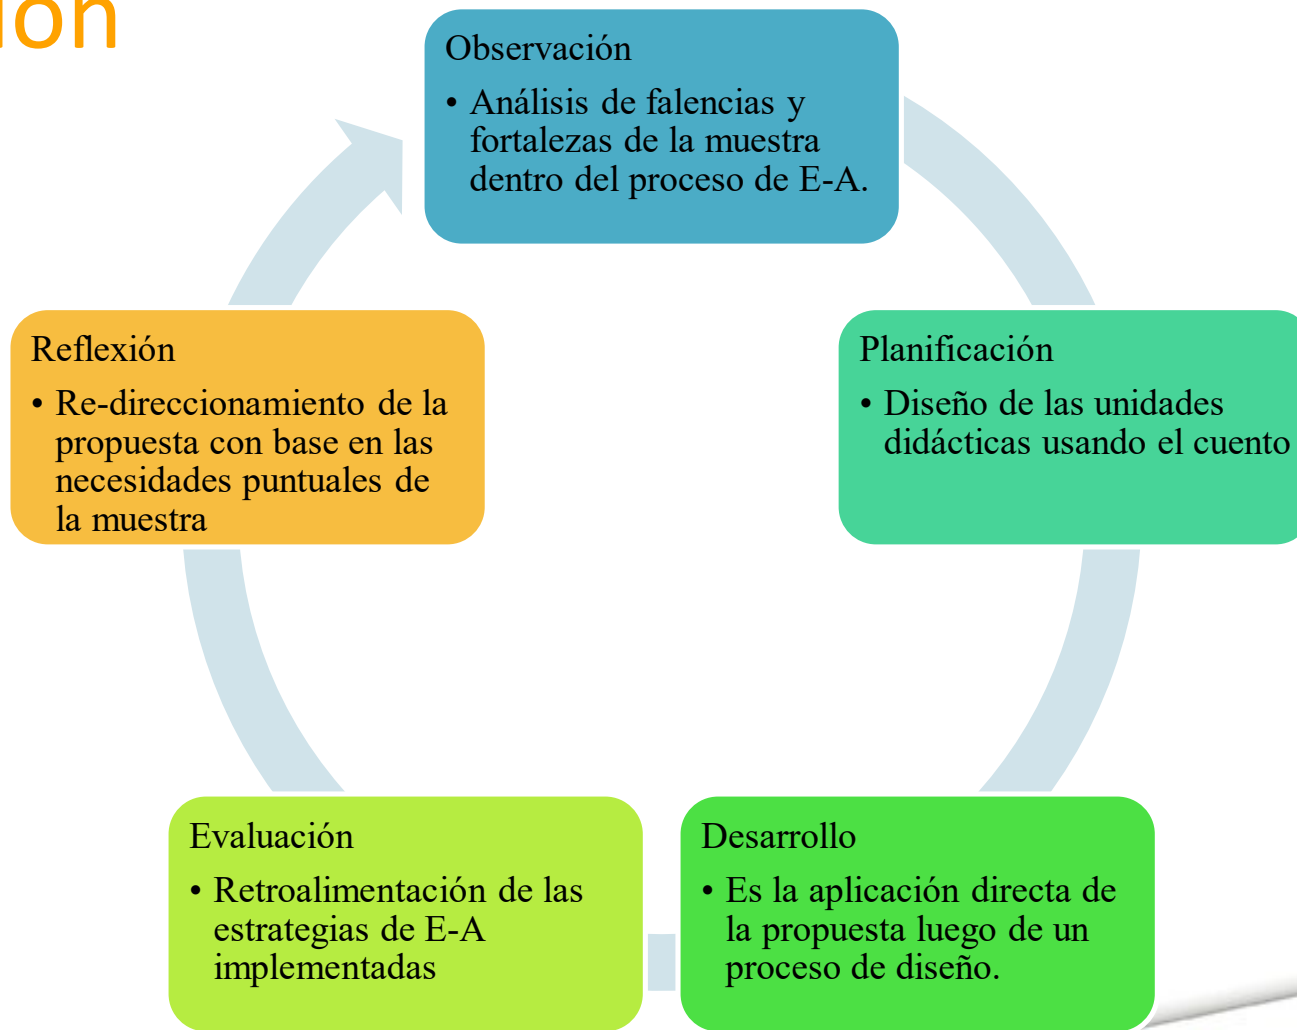 Observación
• Análisis de falencias y
fortalezas de la muestra
dentro del proceso de E-A.
Planificación
• Diseño de las unidades
didácticas usando el cuento
Desarrollo
• Es la aplicación directa de
la propuesta luego de un
proceso de diseño.
Evaluación
• Retroalimentación de las
estrategias de E-A
implementadas
Reflexión
• Re-direccionamiento de la
propuesta con base en las
necesidades puntuales de
la muestra